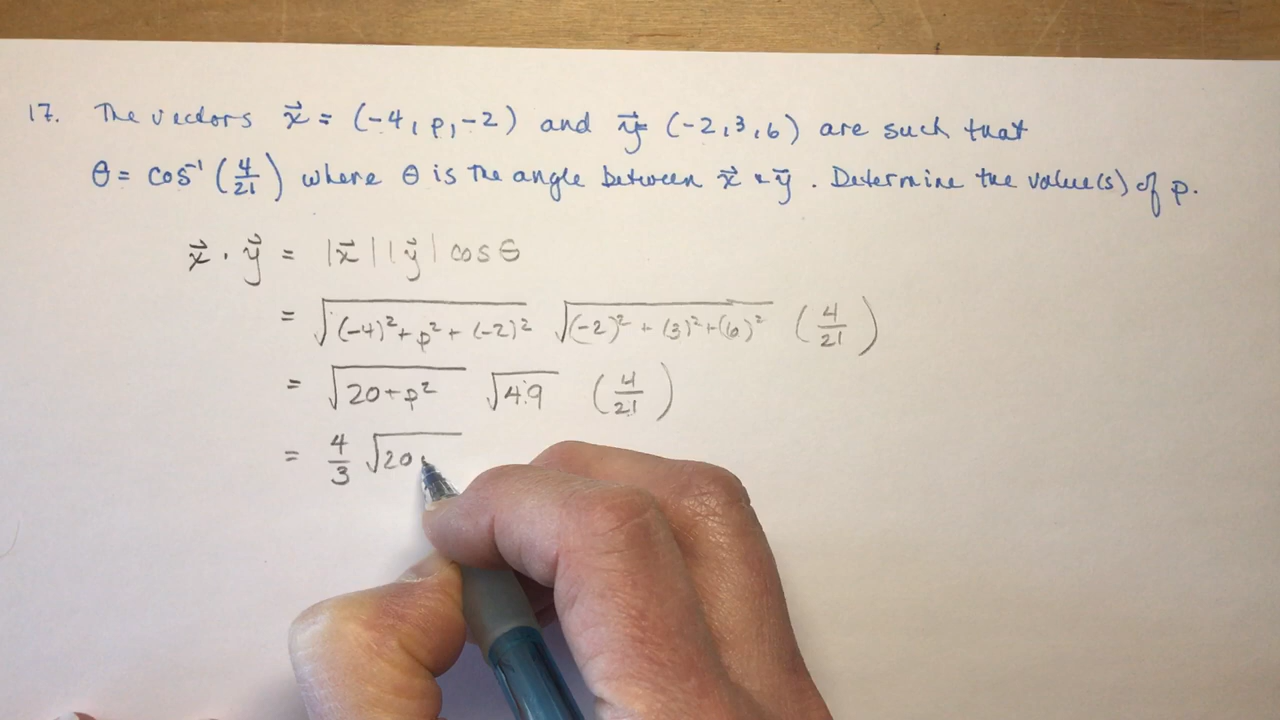 17. The vectors x⃗ = (-4, p, -2) and y⃗ = (-2, 3, 6) are such that
θ = cos⁻¹ (4/21) where θ is the angle between x⃗ & y⃗. Determine the value(s) of p.
x⃗ · y⃗ = |x⃗| |y⃗| cos θ
= √((-4)² + p² + (-2)²) √((-2)² + (3)² + (6)²) (4/21)
= √(20+p²) √(49) (4/21)
= 4/3 √(20